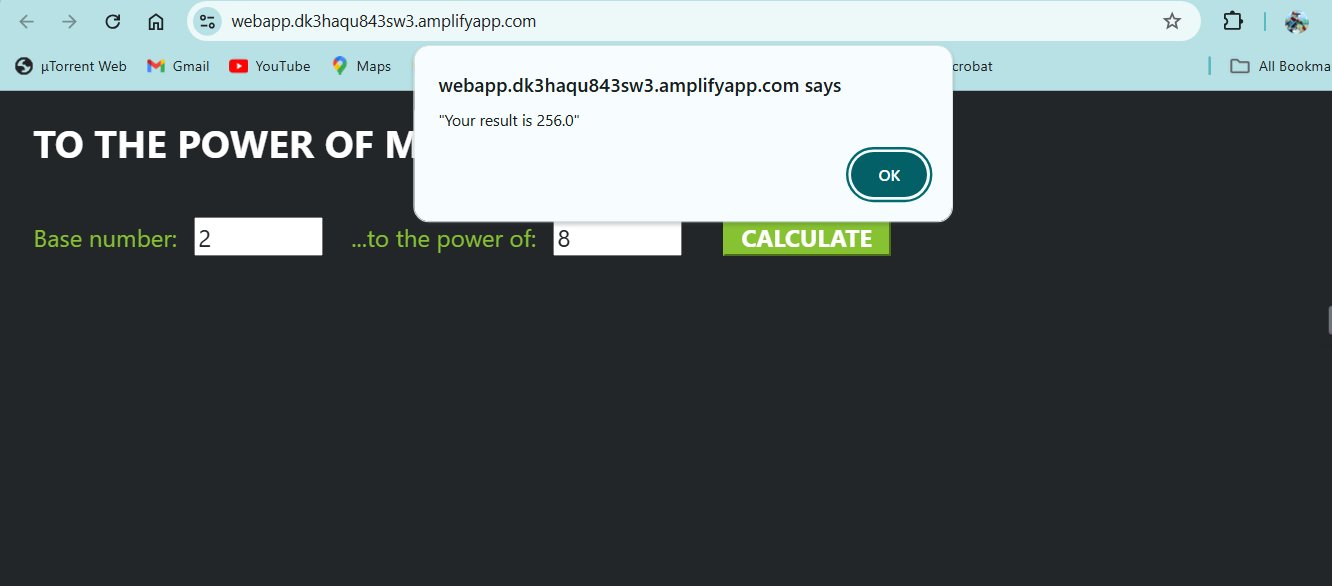 webapp.dk3haqu843sw3.amplifyapp.com
µTorrent Web Gmail YouTube Maps crobat All Bookma
webapp.dk3haqu843sw3.amplifyapp.com says
"Your result is 256.0"
OK
TO THE POWER OF M
Base number: 2 ...to the power of: 8 CALCULATE